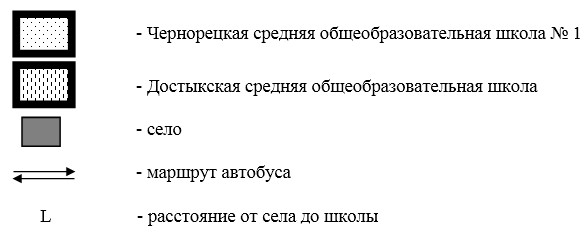 - Чернорецкая средняя общеобразовательная школа № 1
- Достыкская средняя общеобразовательная школа
- село
- маршрут автобуса
L - расстояние от села до школы